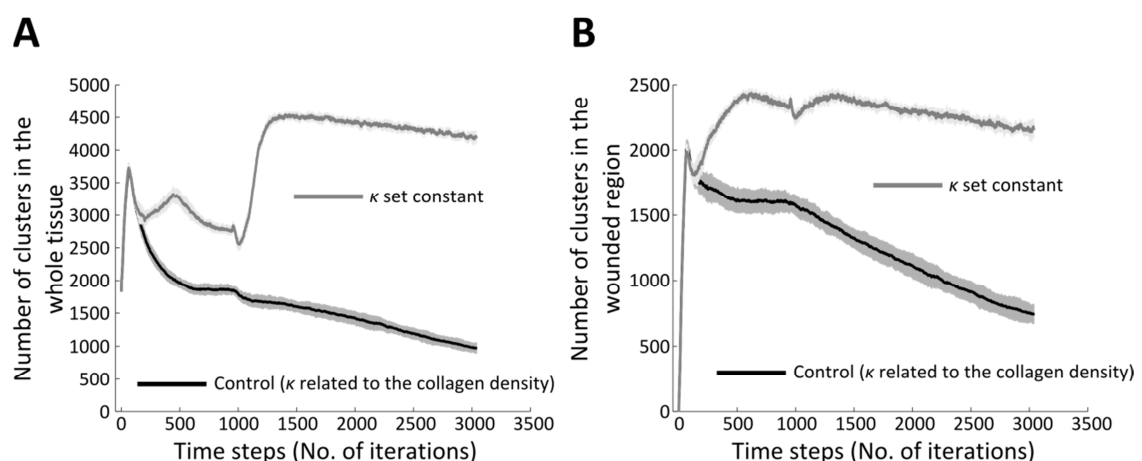 A
Number of clusters in the
whole tissue
5000
4500
4000
3500
3000
2500
2000
1500
1000
500
0
κ set constant
Control (κ related to the collagen density)
0 500 1000 1500 2000 2500 3000 3500
Time steps (No. of iterations)
B
Number of clusters in the
wounded region
2500
2000
1500
1000
500
0
κ set constant
Control (κ related to the collagen density)
0 500 1000 1500 2000 2500 3000 3500
Time steps (No. of iterations)